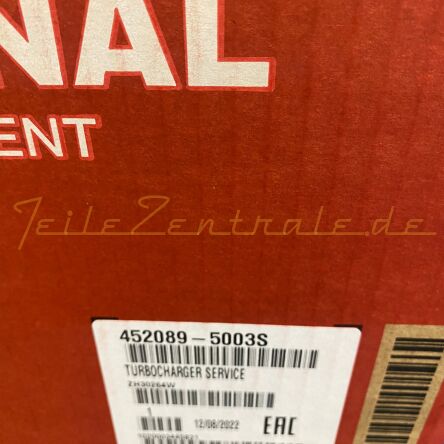 NAL
ENT
TeileZentrale.de
452089-5003S
TURBOCHARGER SERVICE
ZH30264W
1
12/08/2022
EAC